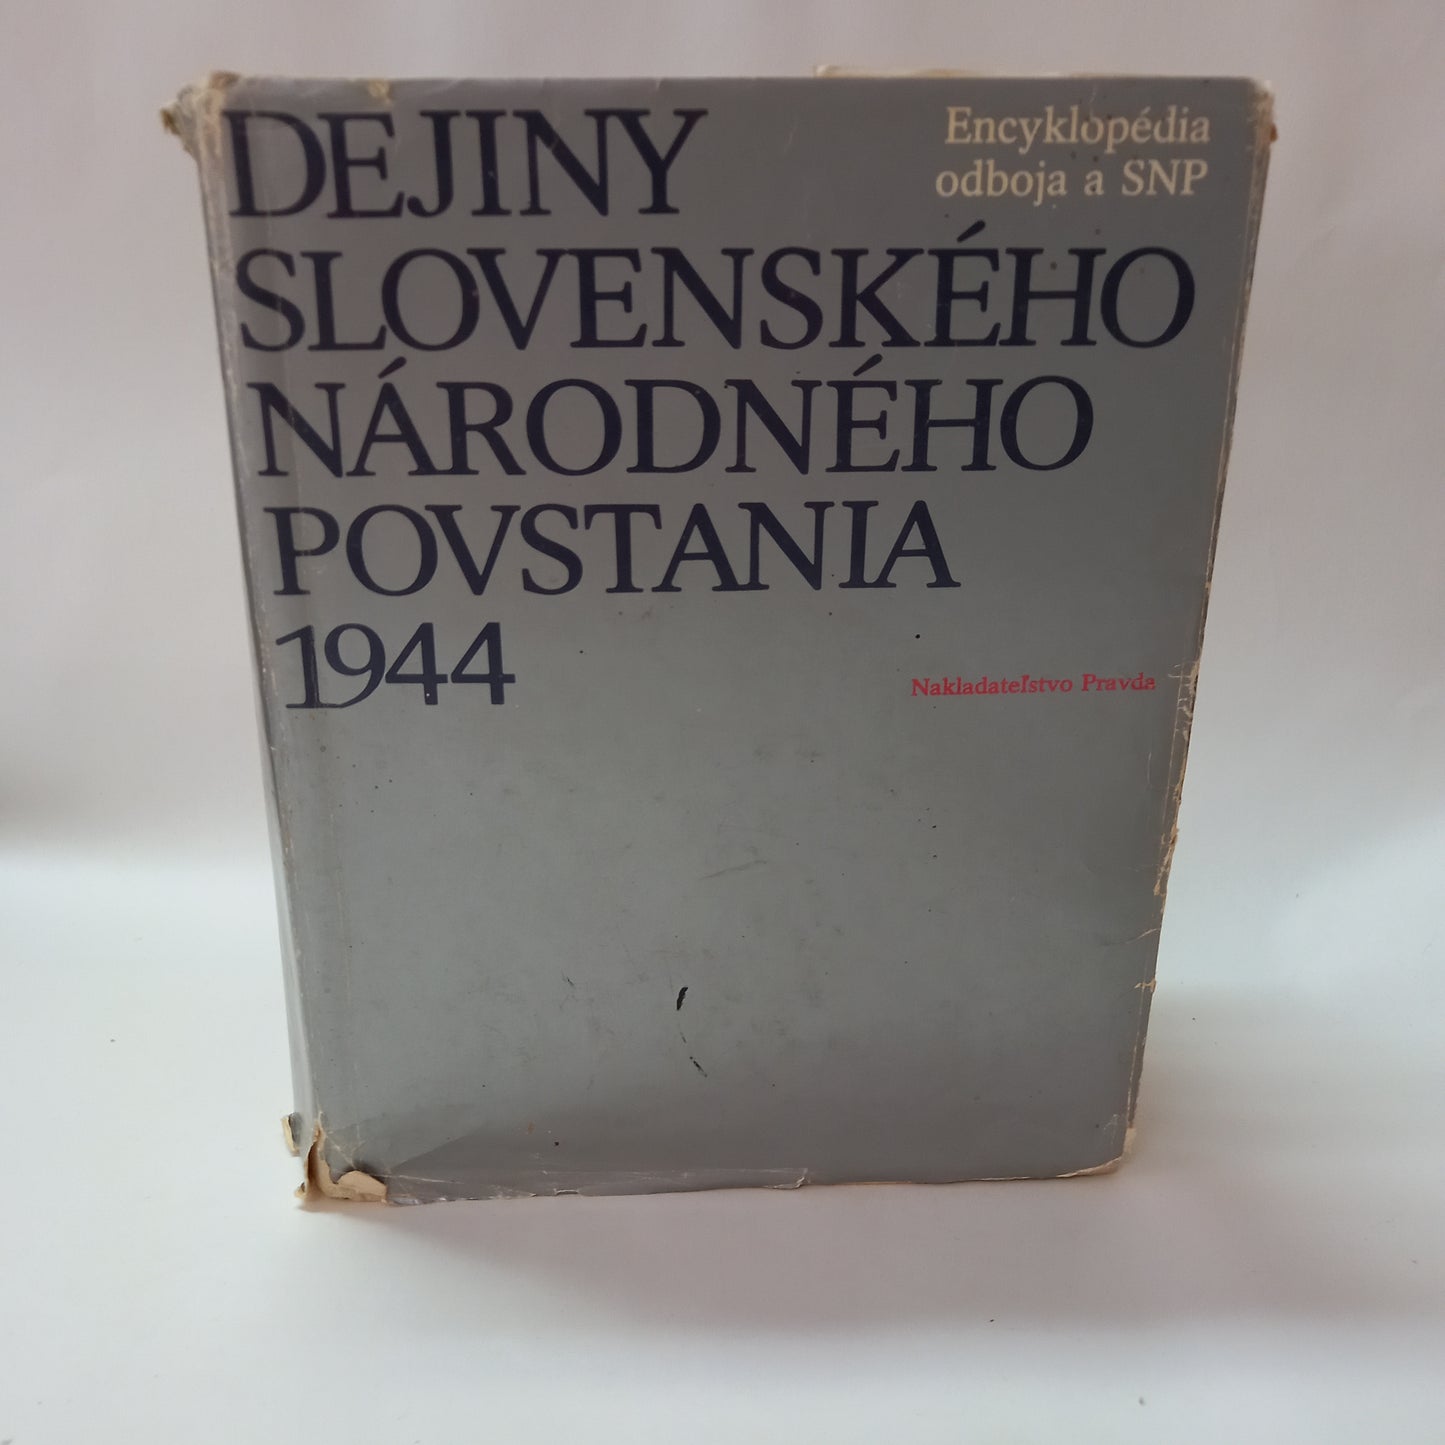 DEJINY
SLOVENSKÉHO
NÁRODNÉHO
POVSTANIA
1944
Encyklopédia
odboja a SNP
Nakladateľstvo Pravda